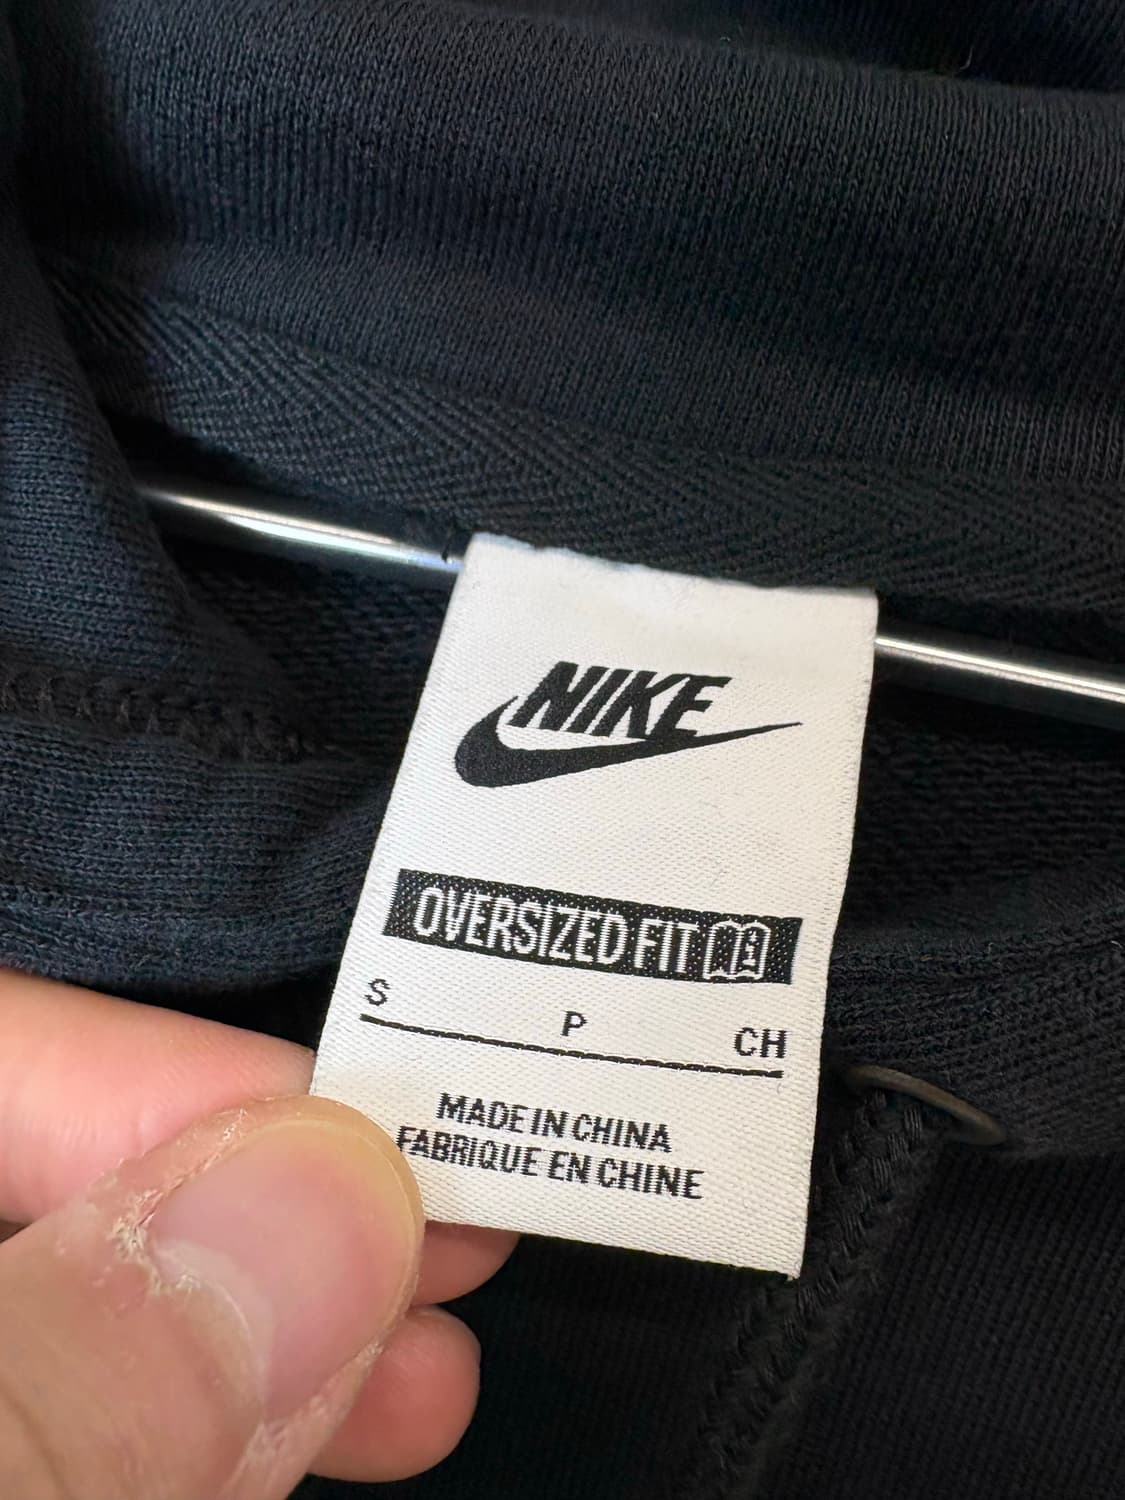 NIKE
OVERSIZED FIT
S P CH
MADE IN CHINA
FABRIQUE EN CHINE